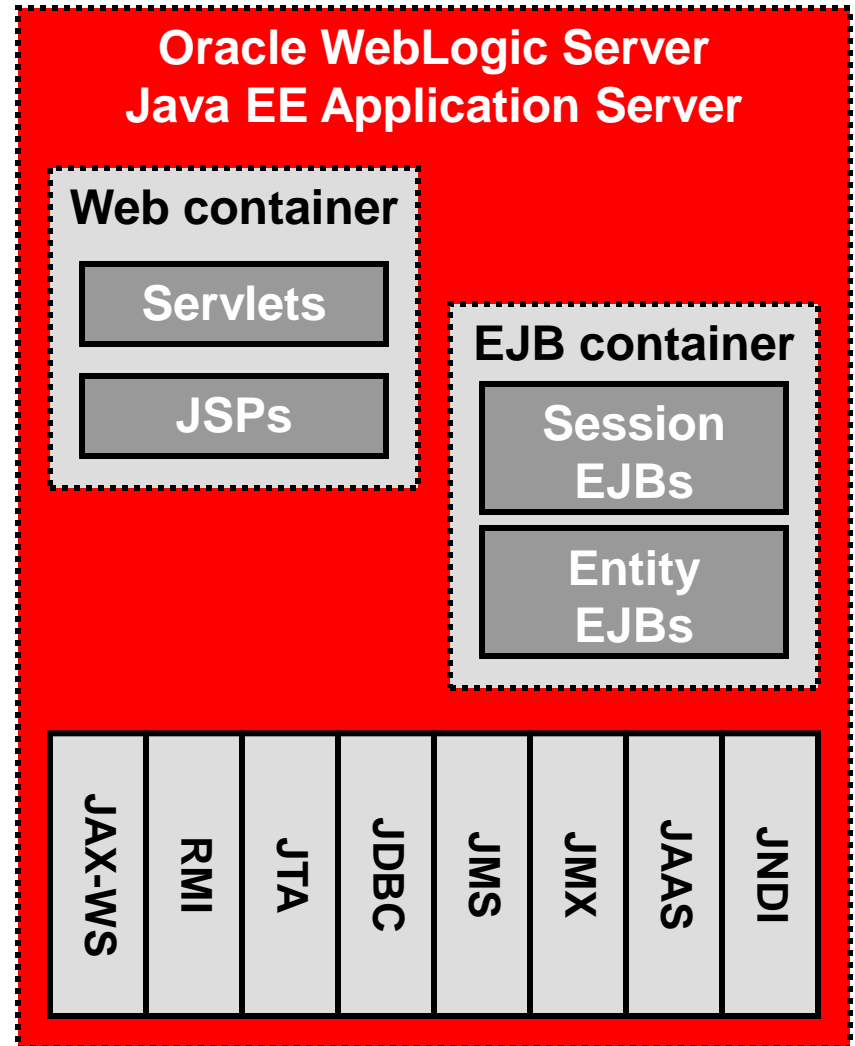 Oracle WebLogic Server
Java EE Application Server
Web container
Servlets
JSPs
EJB container
Session
EJBs
Entity
EJBs
JAX-WS
RMI
JTA
JDBC
JMS
JMX
JAAS
JNDI